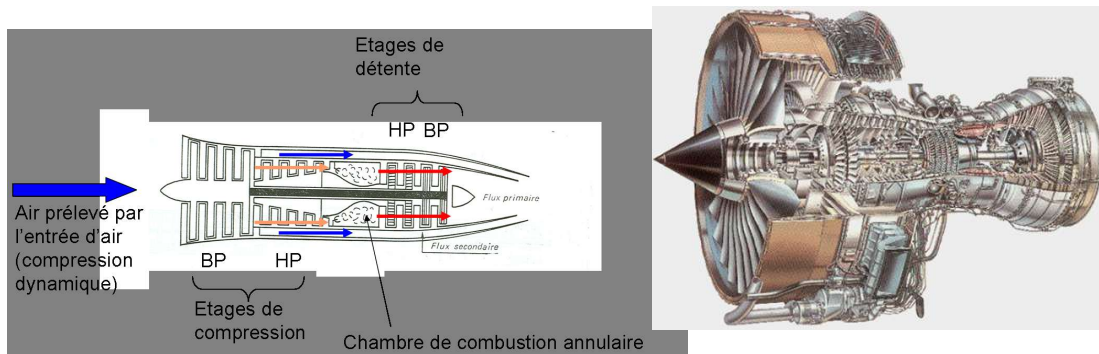 Etages de
détente
HP BP
Air prélevé par
l'entrée d'air
(compression
dynamique)
Flux primaire
Flux secondaire
BP HP
Etages de
compression
Chambre de combustion annulaire